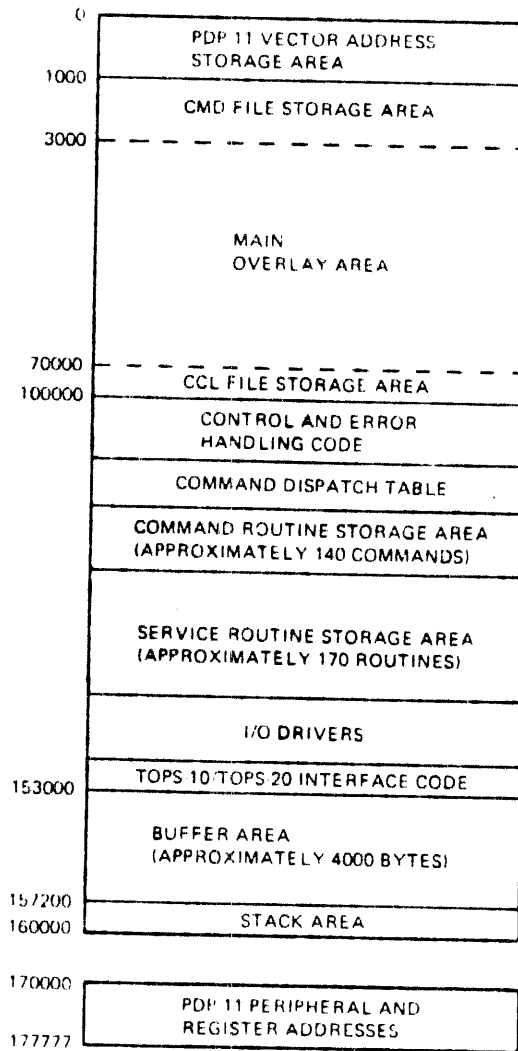 0
PDP 11 VECTOR ADDRESS
STORAGE AREA
1000
CMD FILE STORAGE AREA
3000
MAIN
OVERLAY AREA
70000
CCL FILE STORAGE AREA
100000
CONTROL AND ERROR
HANDLING CODE
COMMAND DISPATCH TABLE
COMMAND ROUTINE STORAGE AREA
(APPROXIMATELY 140 COMMANDS)
SERVICE ROUTINE STORAGE AREA
(APPROXIMATELY 170 ROUTINES)
I/O DRIVERS
TOPS-10/TOPS-20 INTERFACE CODE
153000
BUFFER AREA
(APPROXIMATELY 4000 BYTES)
157200
STACK AREA
160000
170000
PDP 11 PERIPHERAL AND
REGISTER ADDRESSES
177777